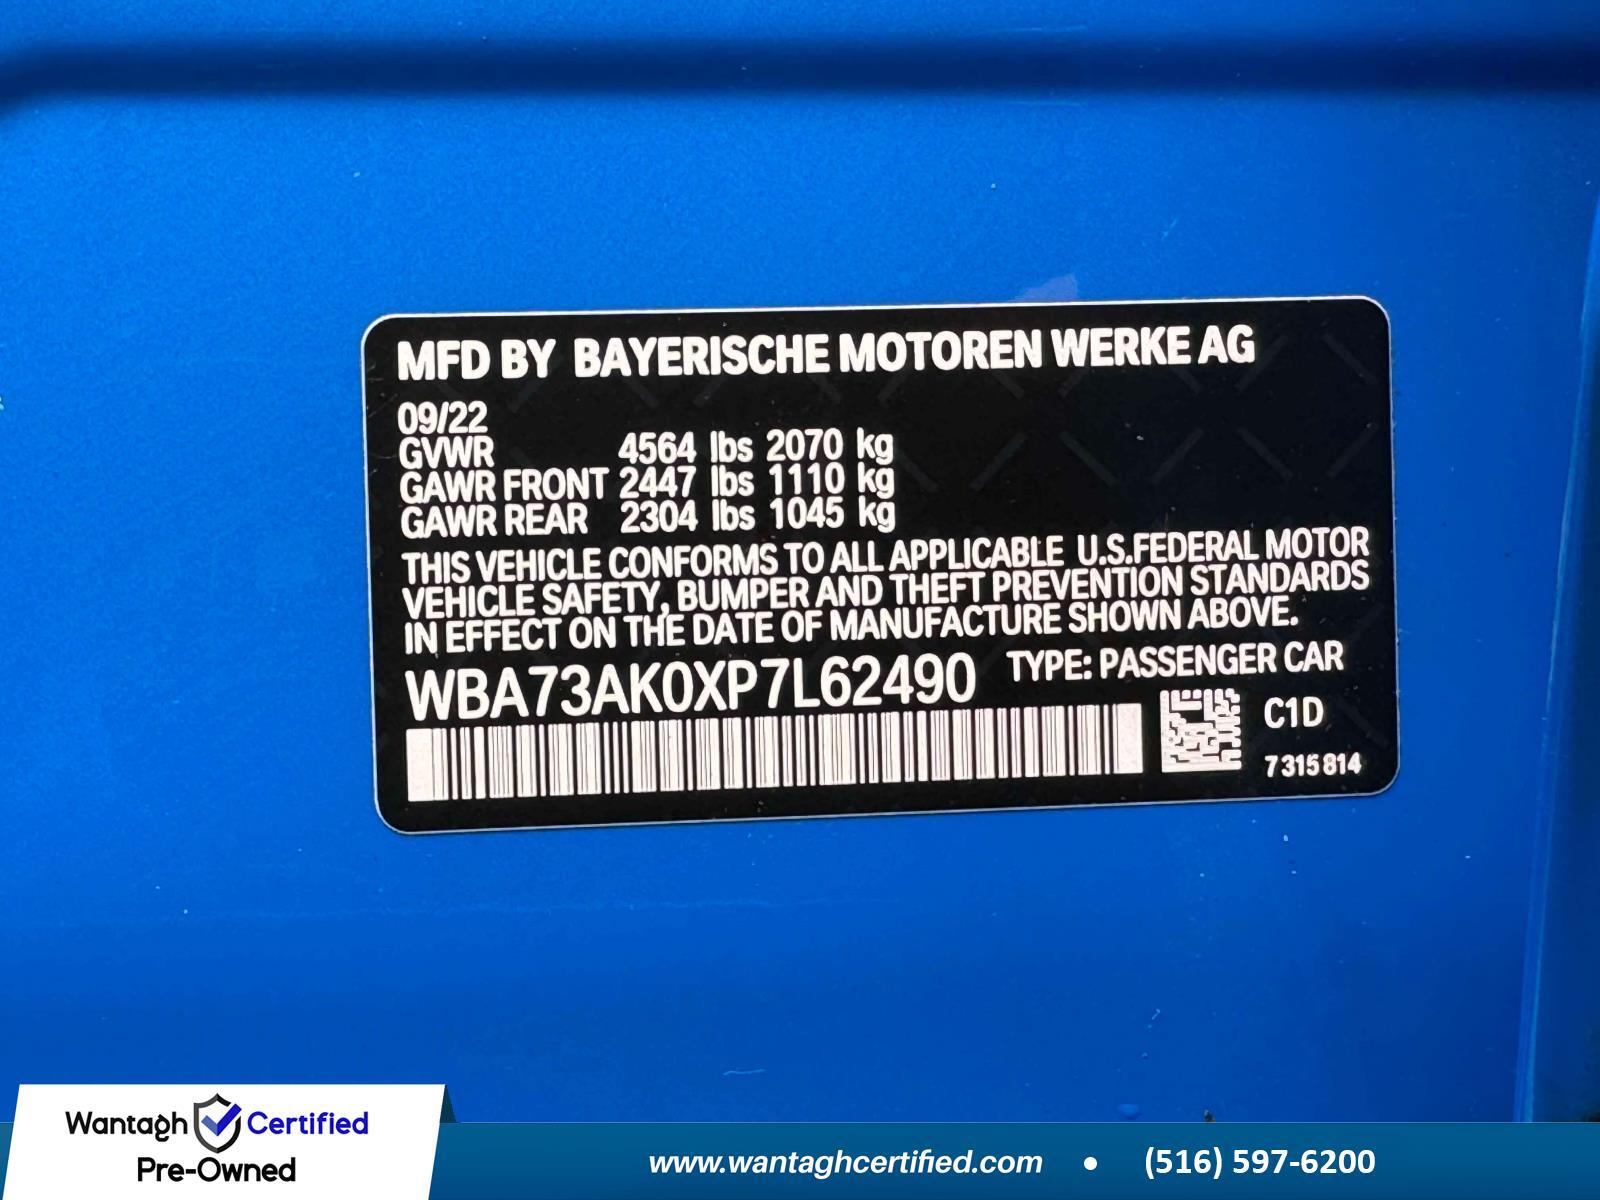 MFD BY BAYERISCHE MOTOREN WERKE AG
09/22
GVWR 4564 lbs 2070 kg
GAWR FRONT 2447 lbs 1110 kg
GAWR REAR 2304 lbs 1045 kg
THIS VEHICLE CONFORMS TO ALL APPLICABLE U.S.FEDERAL MOTOR
VEHICLE SAFETY, BUMPER AND THEFT PREVENTION STANDARDS
IN EFFECT ON THE DATE OF MANUFACTURE SHOWN ABOVE.
WBA73AK0XP7L62490 TYPE: PASSENGER CAR
C1D
7315814
Wantagh Certified
Pre-Owned
www.wantaghcertified.com • (516) 597-6200